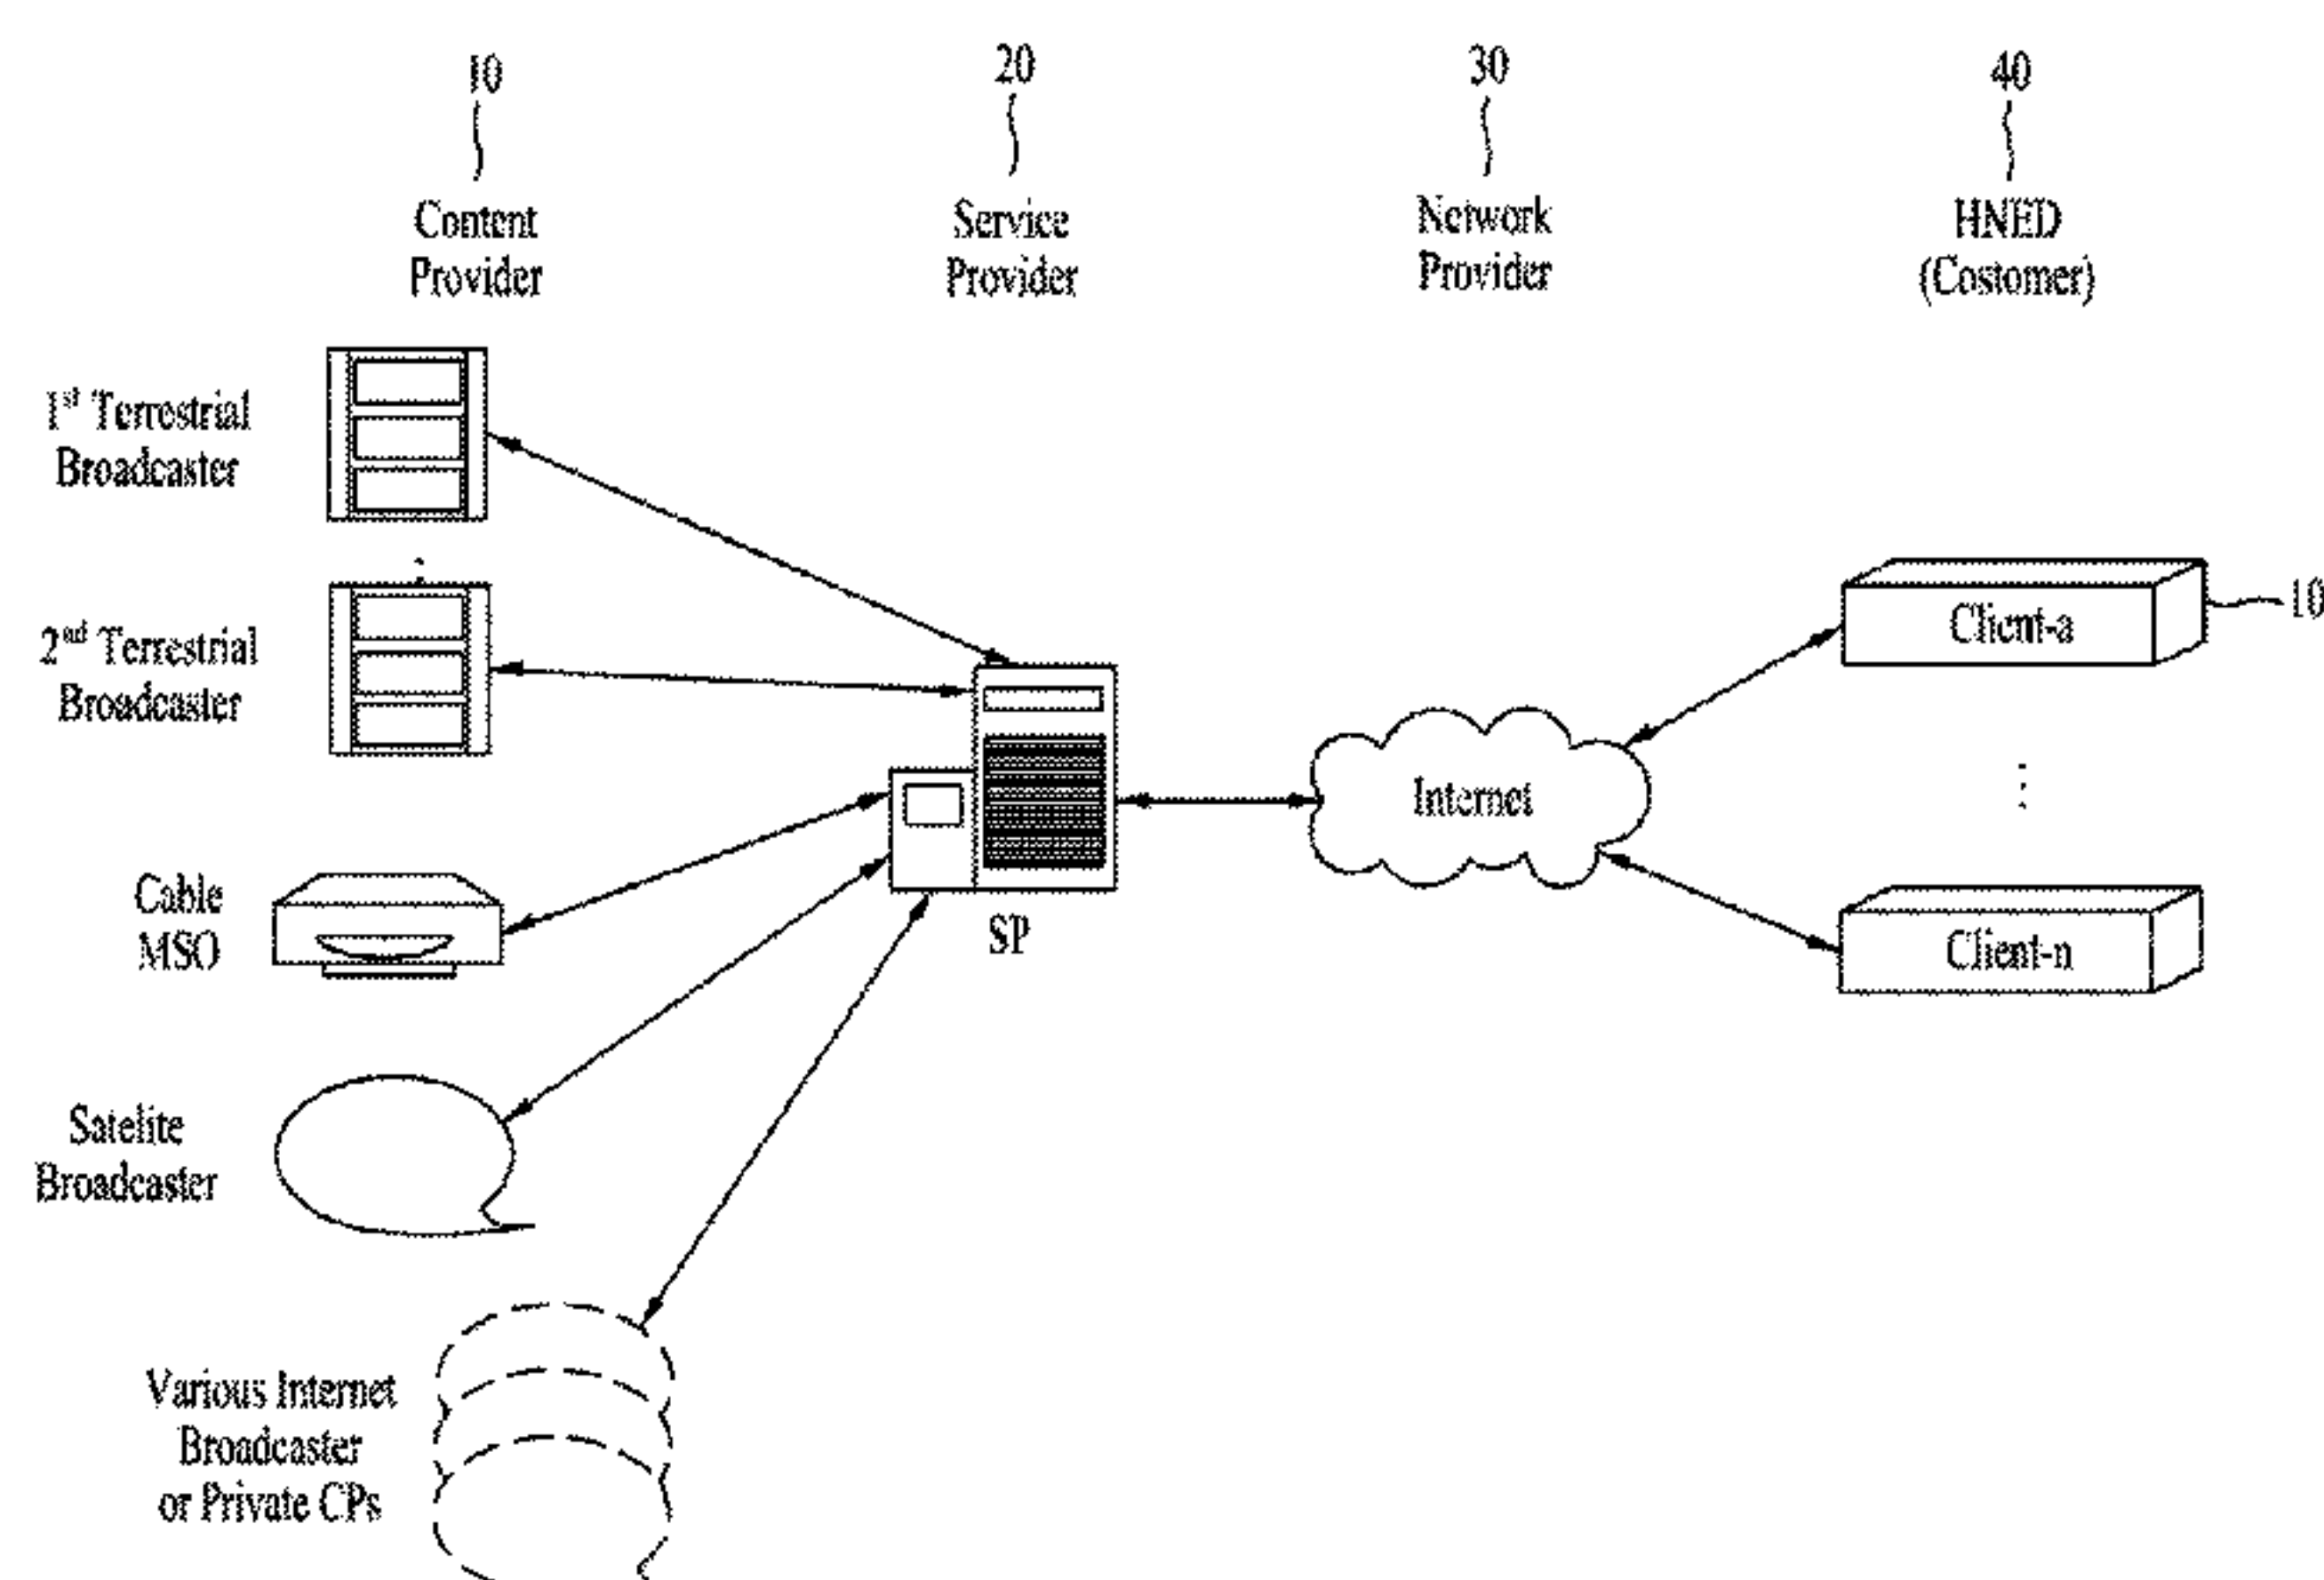 10
20
30
40
Content
Provider
Service
Provider
Network
Provider
HNED
(Costomer)
1st Terrestrial
Broadcaster
2nd Terrestrial
Broadcaster
Cable
MSO
Satelite
Broadcaster
Various Internet
Broadcaster
or Private CPs
SP
Internet
Client-a
10
Client-n